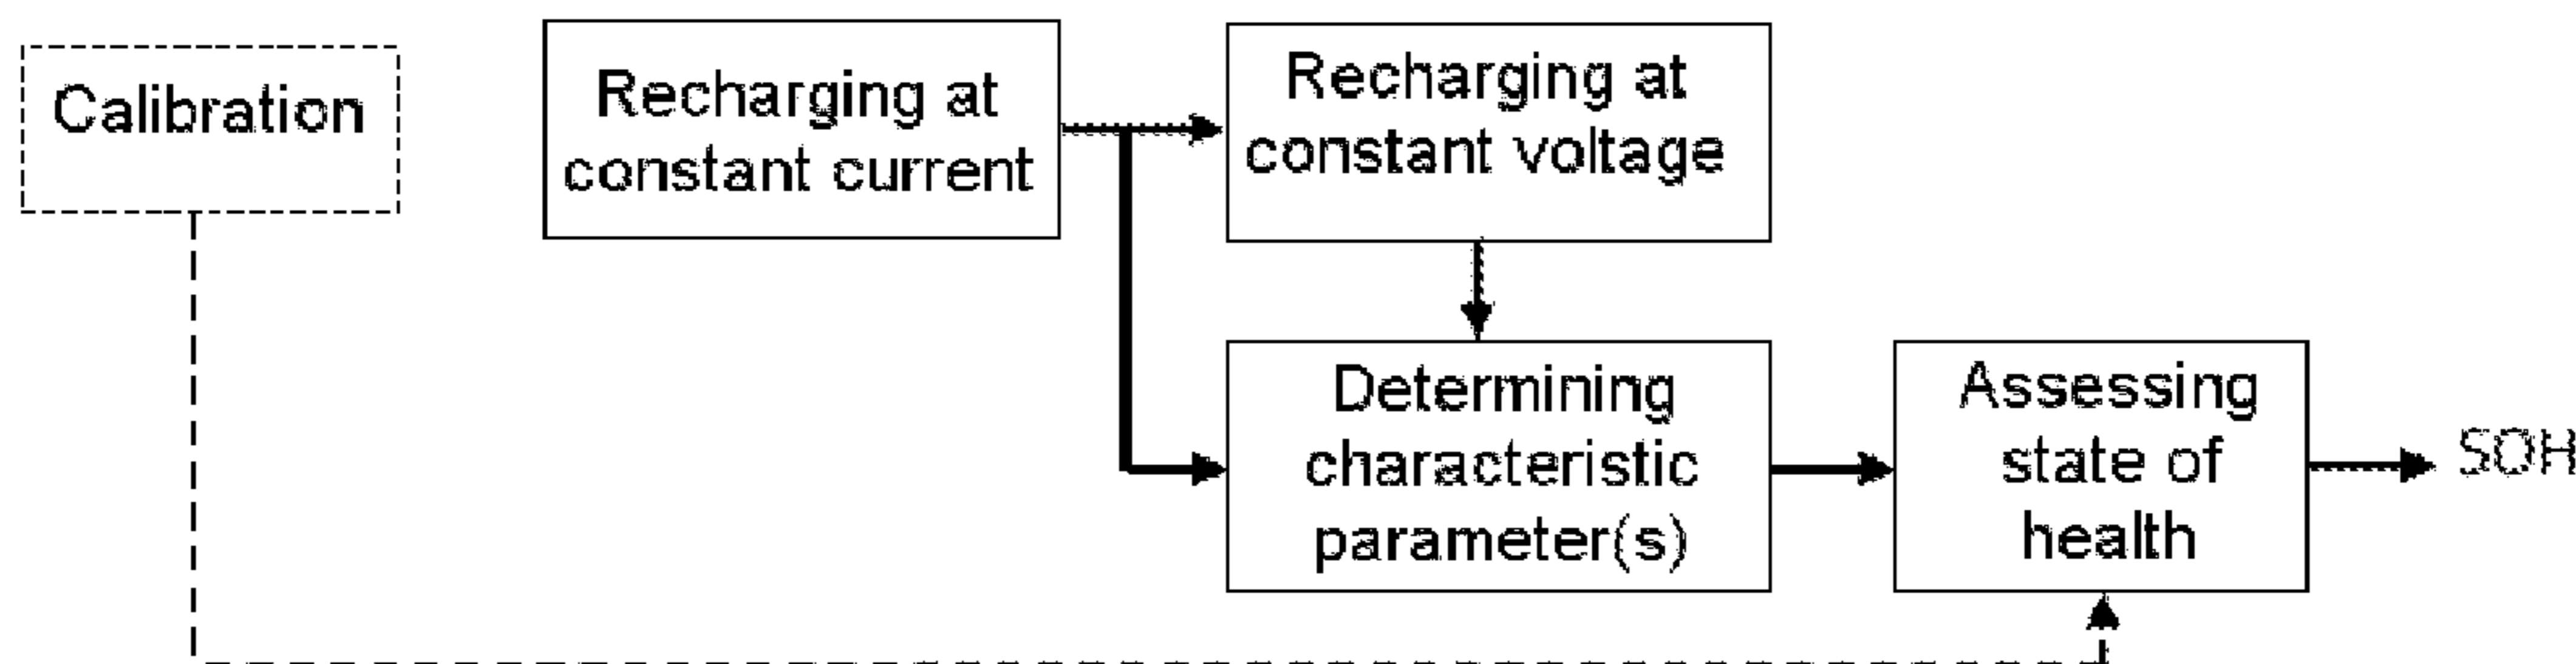 Calibration
Recharging at
constant current
Recharging at
constant voltage
Determining
characteristic
parameter(s)
Assessing
state of
health
SOH